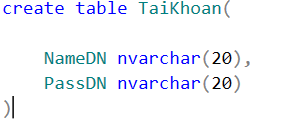 create table TaiKhoan(
NameDN nvarchar(20),
PassDN nvarchar(20)
)